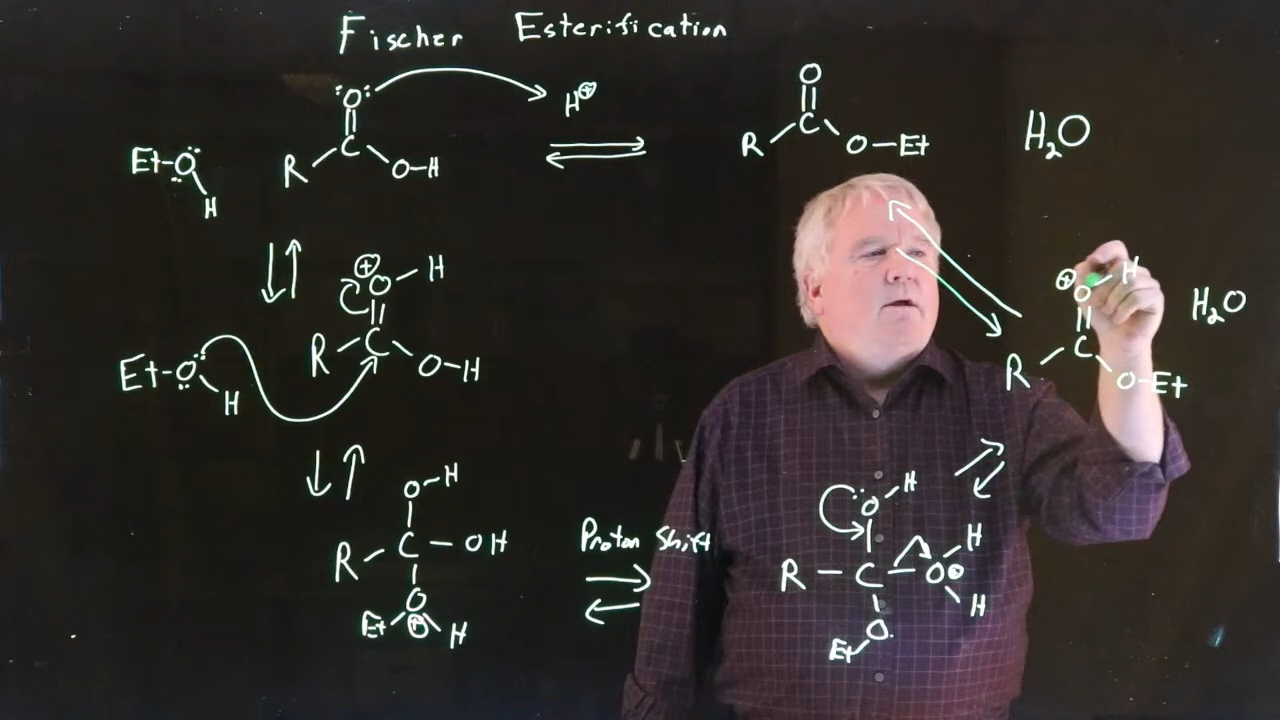 Fischer Esterification
:O:
H⊕
O
Et-O-H
R C O-H
R C O-Et
H2O
⊕ O-H
Et-O-H
R C O-H
⊕ O H
R C O-Et
H2O
O-H
R - C - OH
O
Et ⊕ H
Proton Shift
O-H
R - C - O⊕ H
H
O
Et